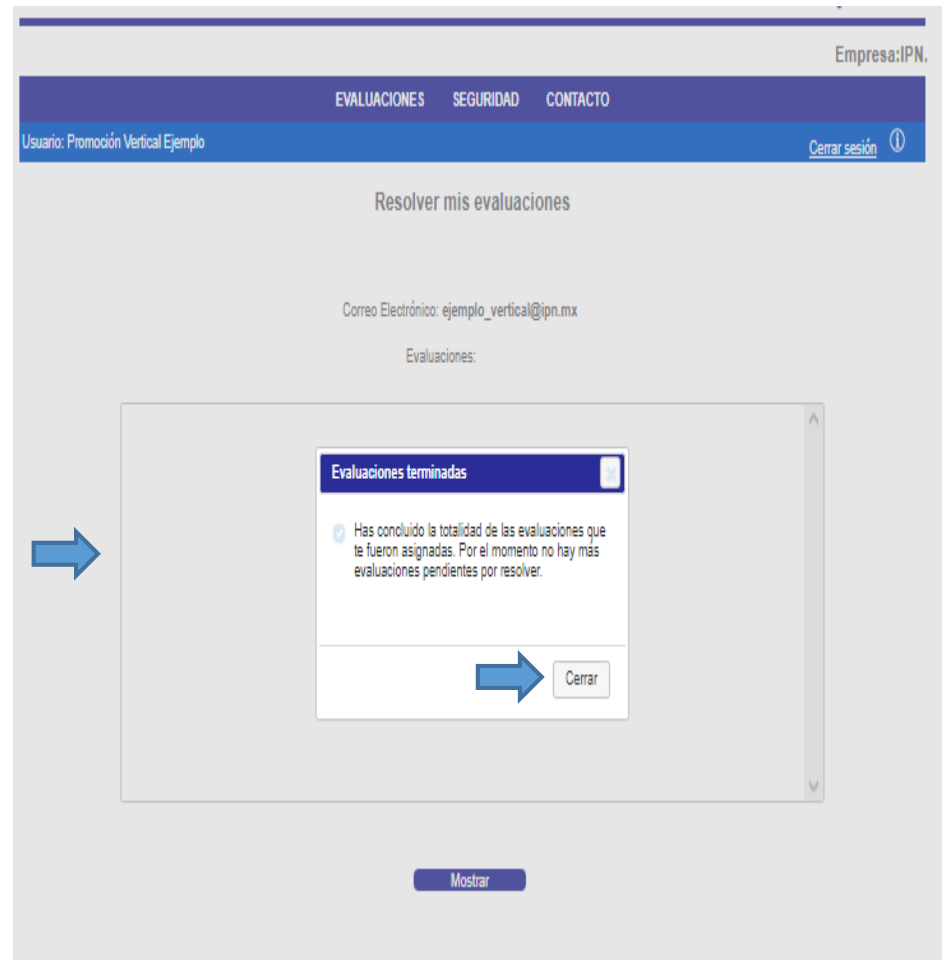 Empresa:IPN.
EVALUACIONES SEGURIDAD CONTACTO
Usuario: Promoción Vertical Ejemplo Cerrar sesión
Resolver mis evaluaciones
Correo Electrónico: ejemplo_vertical@ipn.mx
Evaluaciones:
Evaluaciones terminadas
Has concluido la totalidad de las evaluaciones que
te fueron asignadas. Por el momento no hay más
evaluaciones pendientes por resolver.
Cerrar
Mostrar